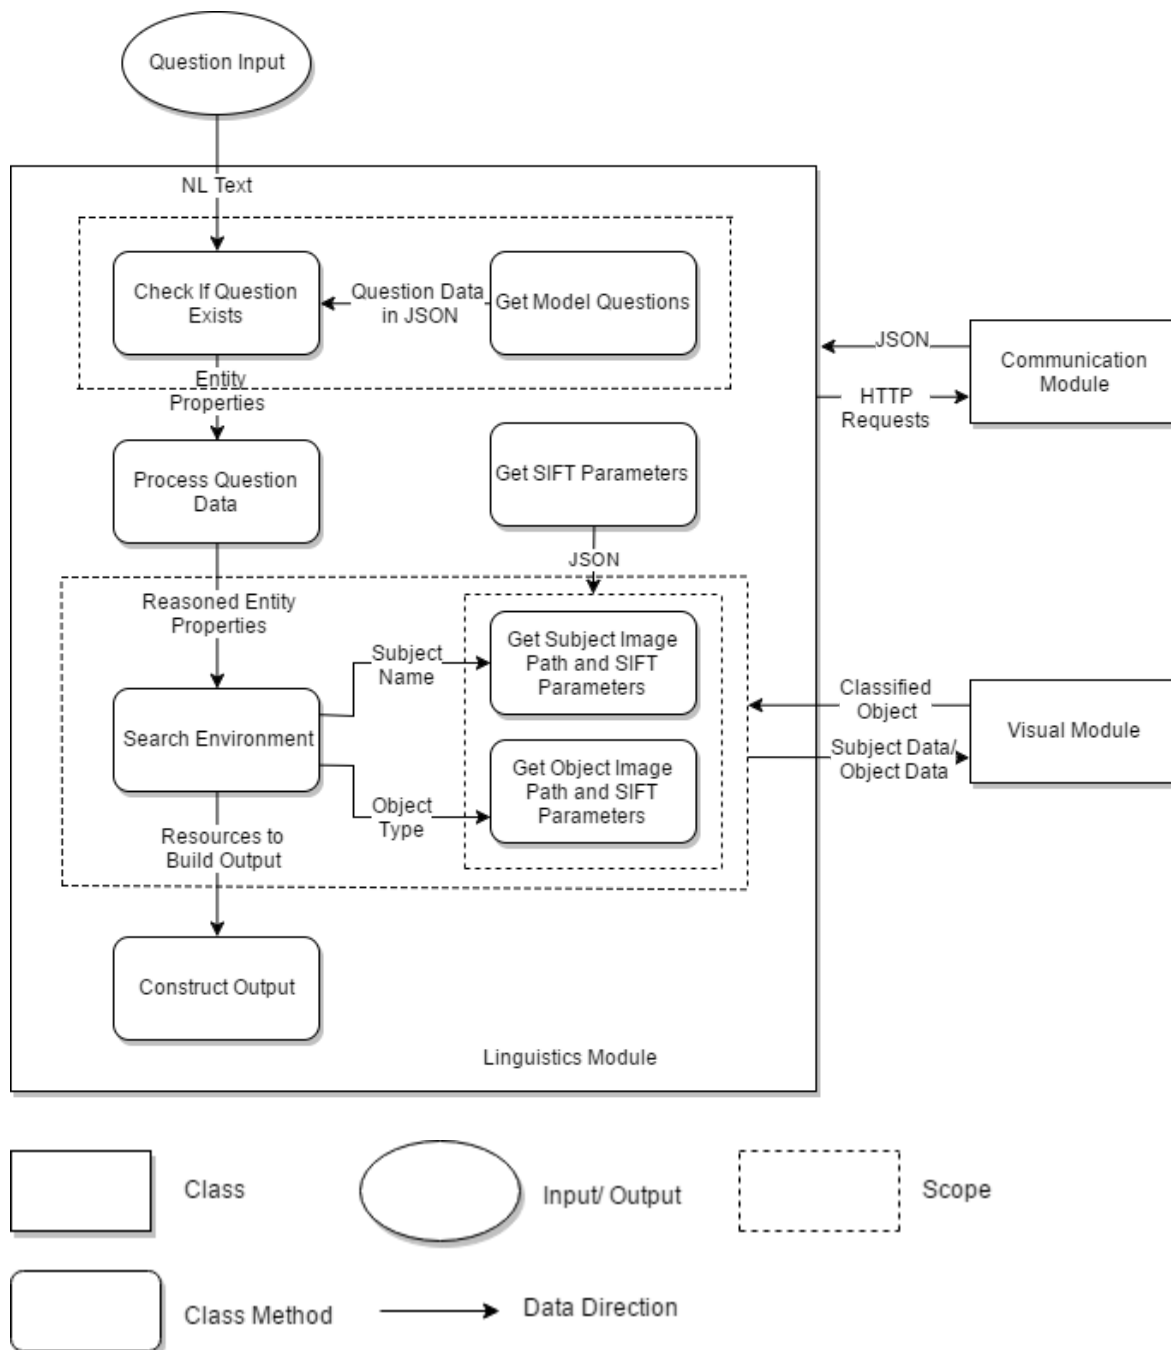 Question Input
NL Text
Check If Question
Exists
Question Data
in JSON
Get Model Questions
Entity
Properties
JSON
Communication
Module
HTTP
Requests
Process Question
Data
Get SIFT Parameters
JSON
Reasoned Entity
Properties
Subject
Name
Get Subject Image
Path and SIFT
Parameters
Search Environment
Classified
Object
Visual Module
Subject Data/
Object Data
Object
Type
Get Object Image
Path and SIFT
Parameters
Resources to
Build Output
Construct Output
Linguistics Module
Class
Input/ Output
Scope
Class Method
Data Direction